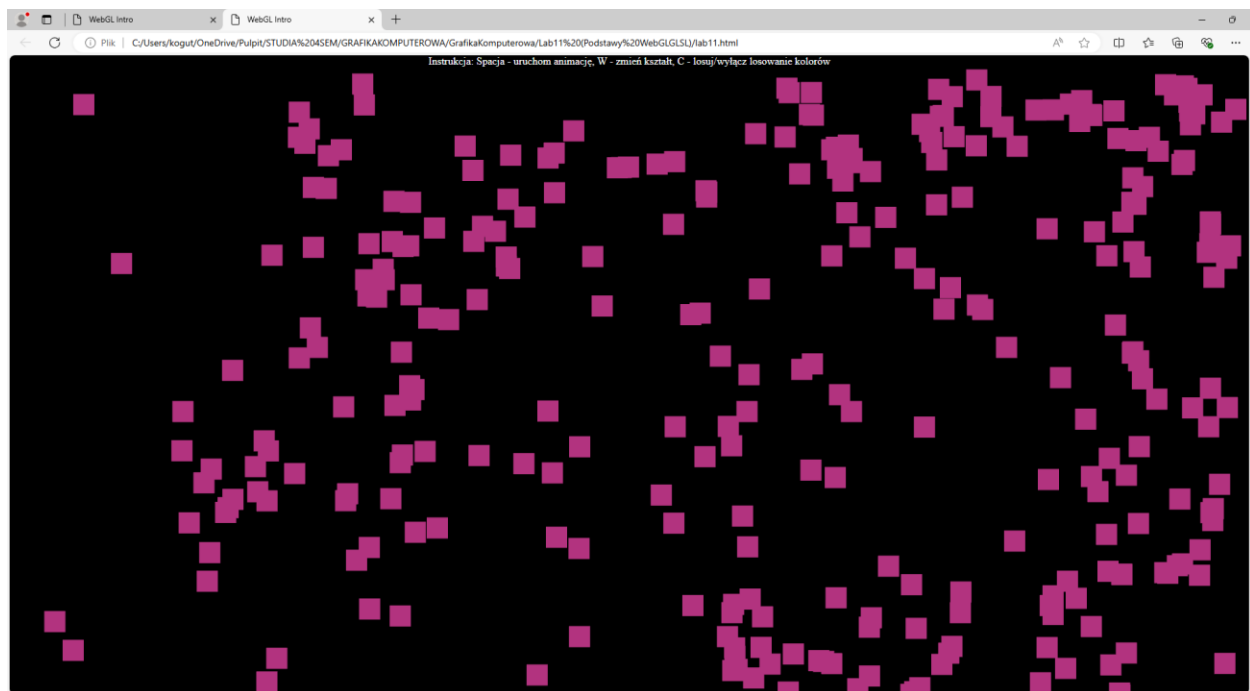 WebGL Intro
WebGL Intro
Plik
C:/Users/kogut/OneDrive/Pulpit/STUDIA%204SEM/GRAFIKAKOMPUTEROWA/GrafikaKomputerowa/Lab11%20(Podstawy%20WebGLGLSL)/lab11.html
Instrukcja: Spacja - uruchom animację, W - zmień kształt, C - losuj/wyłącz losowanie kolorów